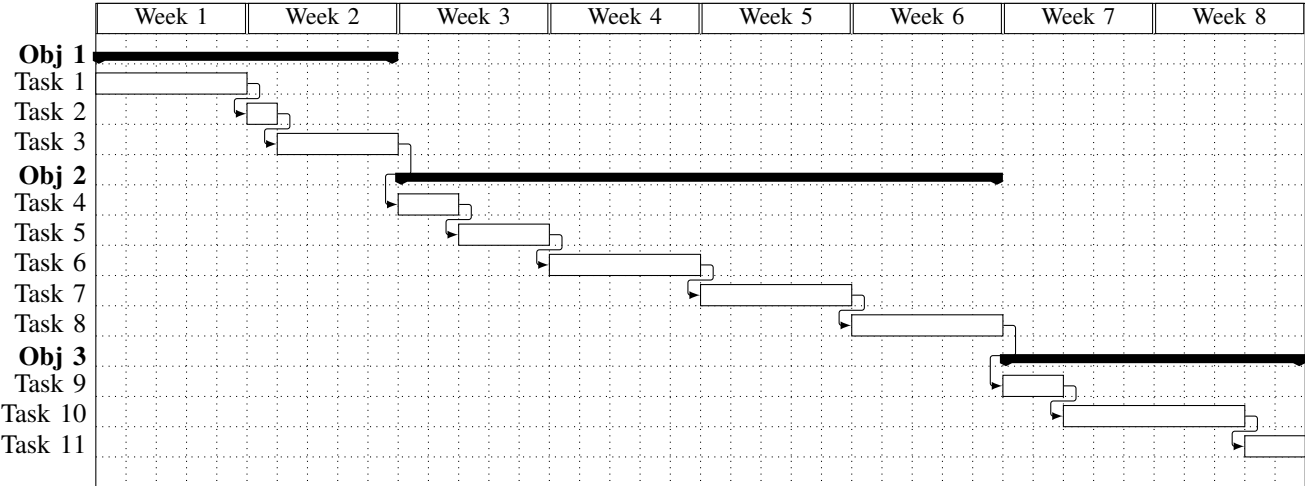 Week 1 Week 2 Week 3 Week 4 Week 5 Week 6 Week 7 Week 8
Obj 1
Task 1
Task 2
Task 3
Obj 2
Task 4
Task 5
Task 6
Task 7
Task 8
Obj 3
Task 9
Task 10
Task 11